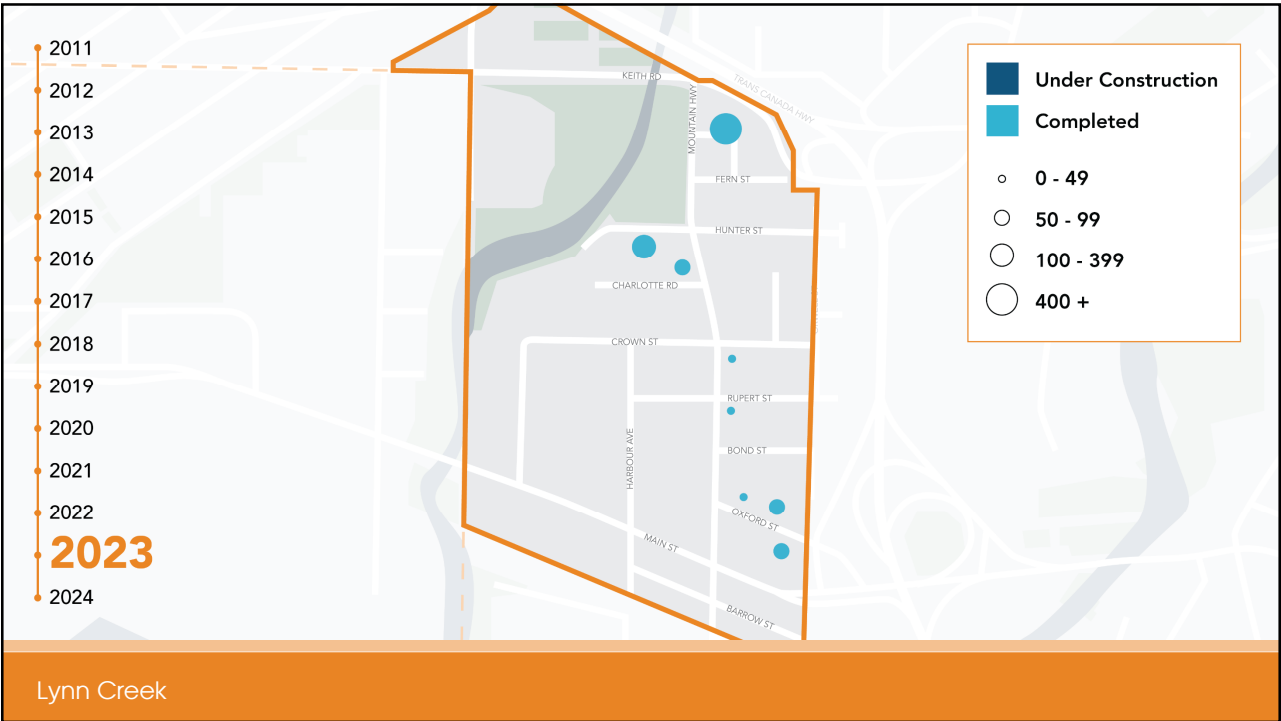 2011
2012
2013
2014
2015
2016
2017
2018
2019
2020
2021
2022
2023
2024
KEITH RD
TRANS CANADA HWY
MOUNTAIN HWY
FERN ST
HUNTER ST
CHARLOTTE RD
CROWN ST
RUPERT ST
HARBOUR AVE
BOND ST
OXFORD ST
MAIN ST
BARROW ST
Under Construction
Completed
0 - 49
50 - 99
100 - 399
400 +
Lynn Creek